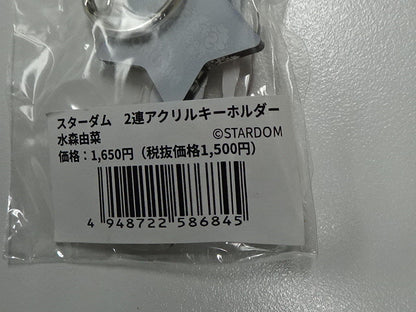 スターダム　2連アクリルキーホルダー
水森由菜　©STARDOM
価格：1,650円（税抜価格1,500円）
4 948722 586845